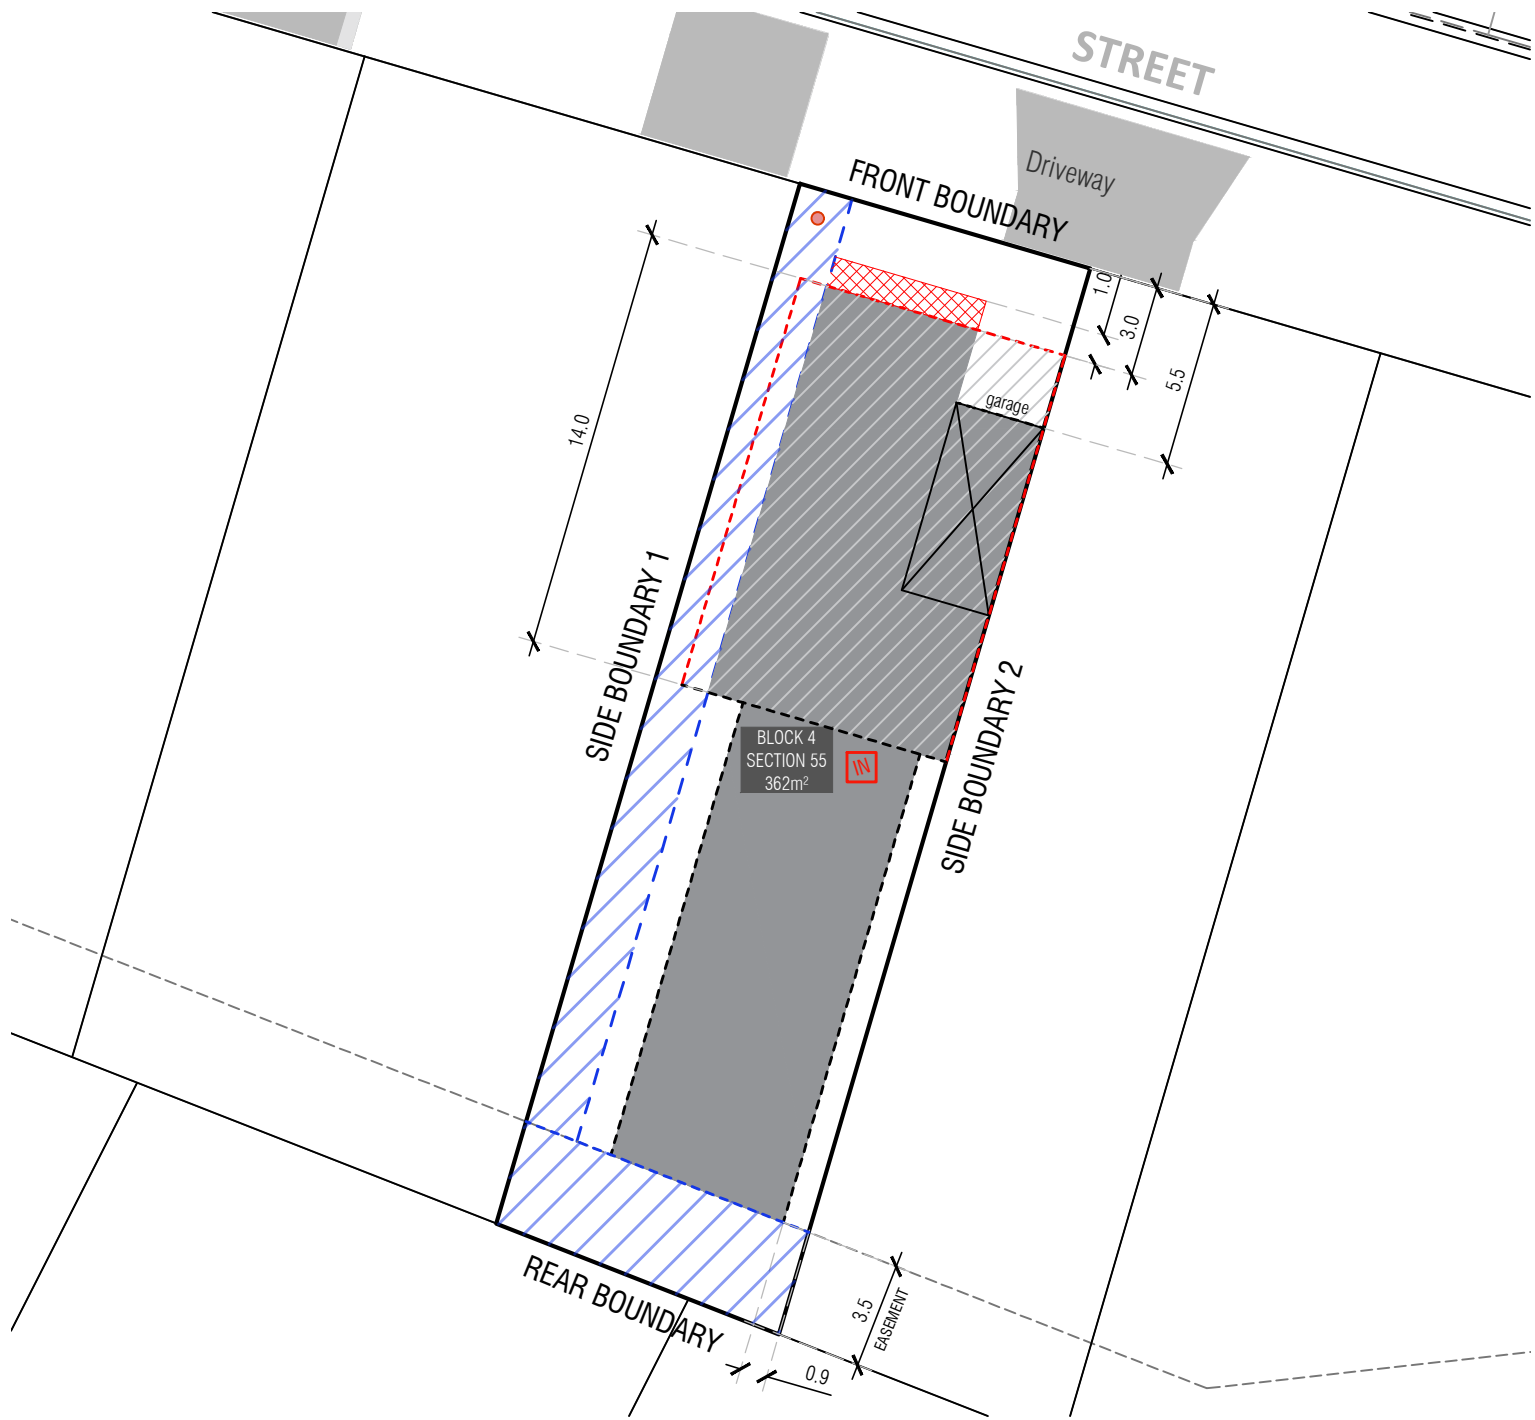 STREET
Driveway
FRONT BOUNDARY
1.0
3.0
5.5
garage
14.0
SIDE BOUNDARY 1
SIDE BOUNDARY 2
BLOCK 4
SECTION 55
362m²
IN
REAR BOUNDARY
3.5
EASEMENT
0.9